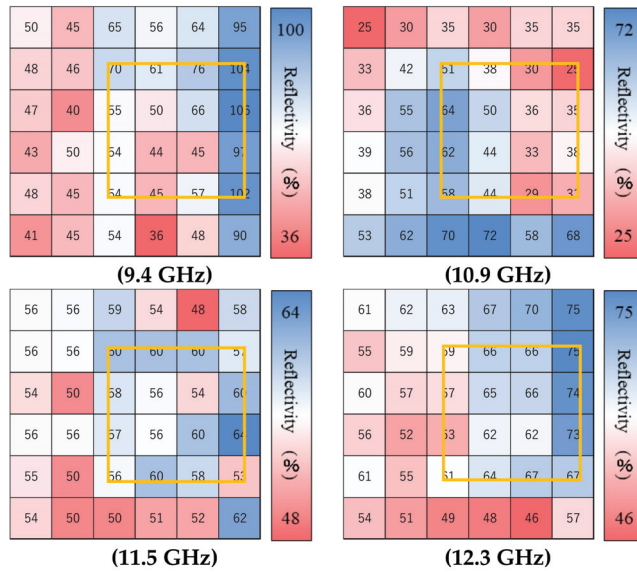 50 45 65 56 64 95
48 46 70 61 76 104
47 40 55 50 66
43 50 54 44 45 97
48 45 54 45 57 102
41 45 54 36 48 90
100
Reflectivity (%)
36
(9.4 GHz)
25 30 35 30 35 35
33 42 51 38 30 25
36 55 64 50 36 35
39 56 62 44 33 38
38 51 58 44 29
53 62 70 72 58 68
72
Reflectivity (%)
25
(10.9 GHz)
56 56 59 54 48 58
56 56 60 60 60 57
54 50 58 56 54 60
56 56 57 56 60 64
55 50 56 60 58
54 50 50 51 52 62
64
Reflectivity (%)
48
(11.5 GHz)
61 62 63 67 70 75
55 59 59 66 66 75
60 57 57 65 66 74
56 52 53 62 62 73
61 55 61 64 67 67
54 51 49 48 46 57
75
Reflectivity (%)
46
(12.3 GHz)